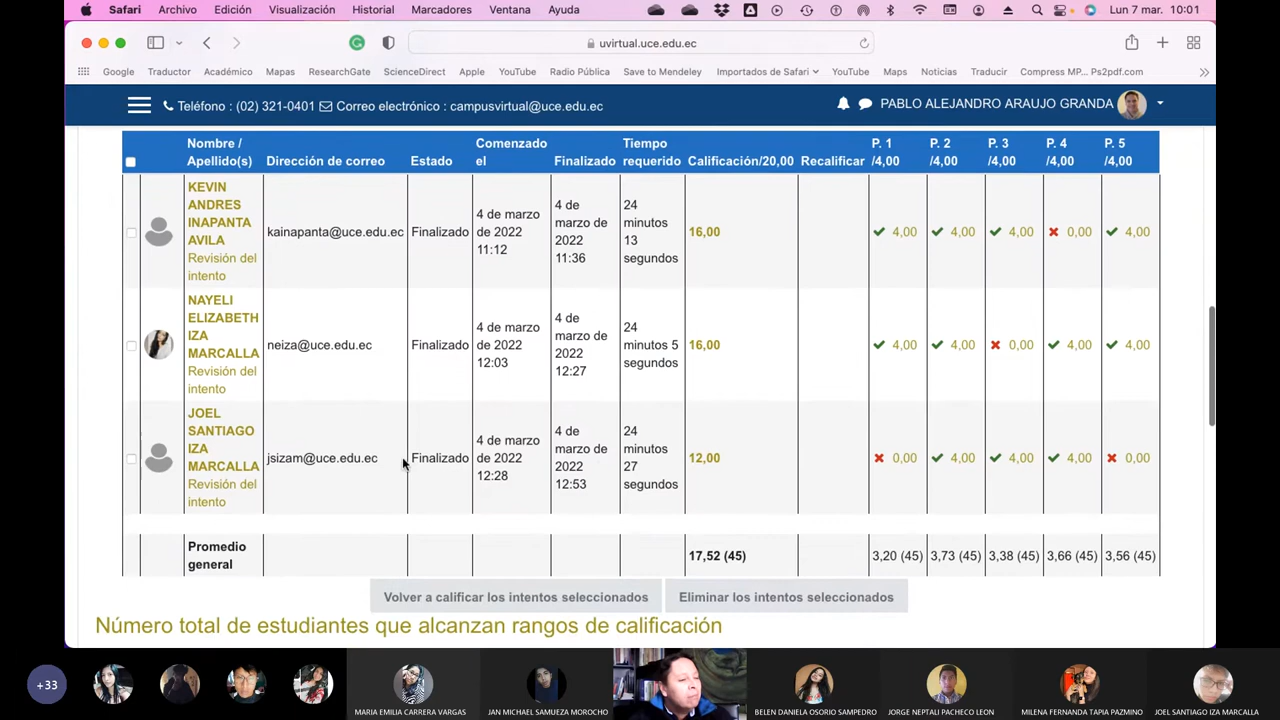 Safari Archivo Edición Visualización Historial Marcadores Ventana Ayuda Lun 7 mar. 10:01
uvirtual.uce.edu.ec
Google Traductor Académico Mapas ResearchGate ScienceDirect Apple YouTube Radio Pública Save to Mendeley Importados de Safari YouTube Maps Noticias Traducir Compress MP... Ps2pdf.com
Teléfono : (02) 321-0401 Correo electrónico : campusvirtual@uce.edu.ec PABLO ALEJANDRO ARAUJO GRANDA
Nombre / Comenzado Tiempo P. 1 P. 2 P. 3 P. 4 P. 5
Apellido(s) Dirección de correo Estado el Finalizado requerido Calificación/20,00 Recalificar /4,00 /4,00 /4,00 /4,00 /4,00
KEVIN
ANDRES
INAPANTA
AVILA
Revisión del
intento
kainapanta@uce.edu.ec
Finalizado
4 de marzo
de 2022
11:12
4 de
marzo de
2022
11:36
24
minutos
13
segundos
16,00
4,00 4,00 4,00 0,00 4,00
NAYELI
ELIZABETH
IZA
MARCALLA
Revisión del
intento
neiza@uce.edu.ec
Finalizado
4 de marzo
de 2022
12:03
4 de
marzo de
2022
12:27
24
minutos 5
segundos
16,00
4,00 4,00 0,00 4,00 4,00
JOEL
SANTIAGO
IZA
MARCALLA
Revisión del
intento
jsizam@uce.edu.ec
Finalizado
4 de marzo
de 2022
12:28
4 de
marzo de
2022
12:53
24
minutos
27
segundos
12,00
0,00 4,00 4,00 4,00 0,00
Promedio
general
17,52 (45) 3,20 (45) 3,73 (45) 3,38 (45) 3,66 (45) 3,56 (45)
Volver a calificar los intentos seleccionados Eliminar los intentos seleccionados
Número total de estudiantes que alcanzan rangos de calificación
+33
MARIA EMILIA CARRERA VARGAS JAN MICHAEL SAMUEZA MOROCHO BELEN DANIELA OSORIO SAMPEDRO JORGE NEPTALI PACHECO LEON MILENA FERNANDA TAPIA PAZMINO JOEL SANTIAGO IZA MARCALLA